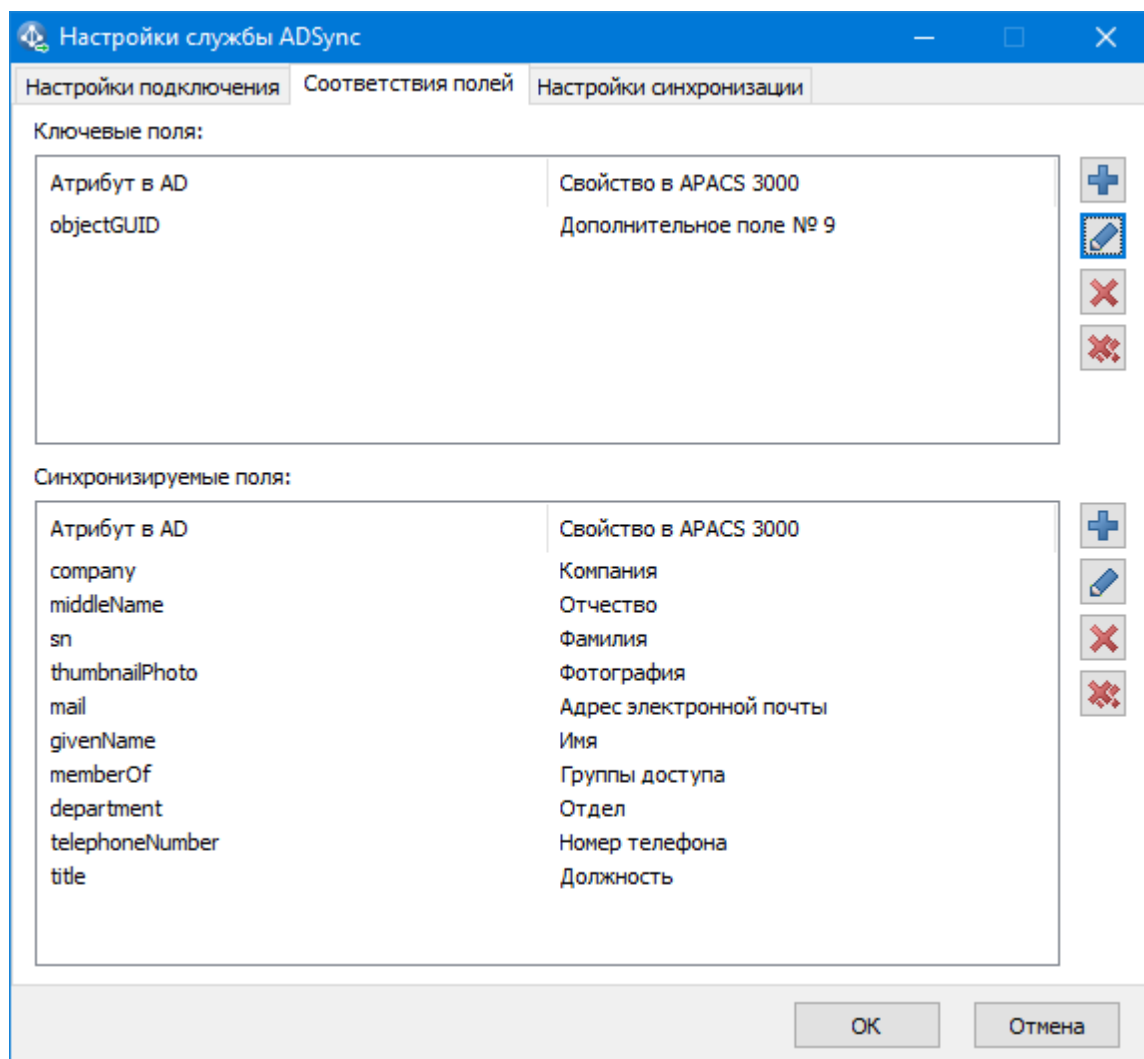 Настройки службы ADSync
Настройки подключения Соответствия полей Настройки синхронизации
Ключевые поля:
Атрибут в AD Свойство в APACS 3000
objectGUID Дополнительное поле № 9
Синхронизируемые поля:
Атрибут в AD Свойство в APACS 3000
company Компания
middleName Отчество
sn Фамилия
thumbnailPhoto Фотография
mail Адрес электронной почты
givenName Имя
memberOf Группы доступа
department Отдел
telephoneNumber Номер телефона
title Должность
ОК Отмена